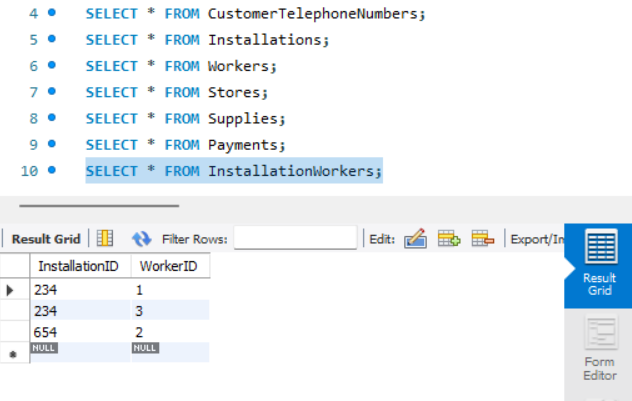 4 SELECT * FROM CustomerTelephoneNumbers;
5 SELECT * FROM Installations;
6 SELECT * FROM Workers;
7 SELECT * FROM Stores;
8 SELECT * FROM Supplies;
9 SELECT * FROM Payments;
10 SELECT * FROM InstallationWorkers;
Result Grid Filter Rows: Edit: Export/Im
InstallationID WorkerID
234 1
234 3
654 2
NULL NULL
Result
Grid
Form
Editor